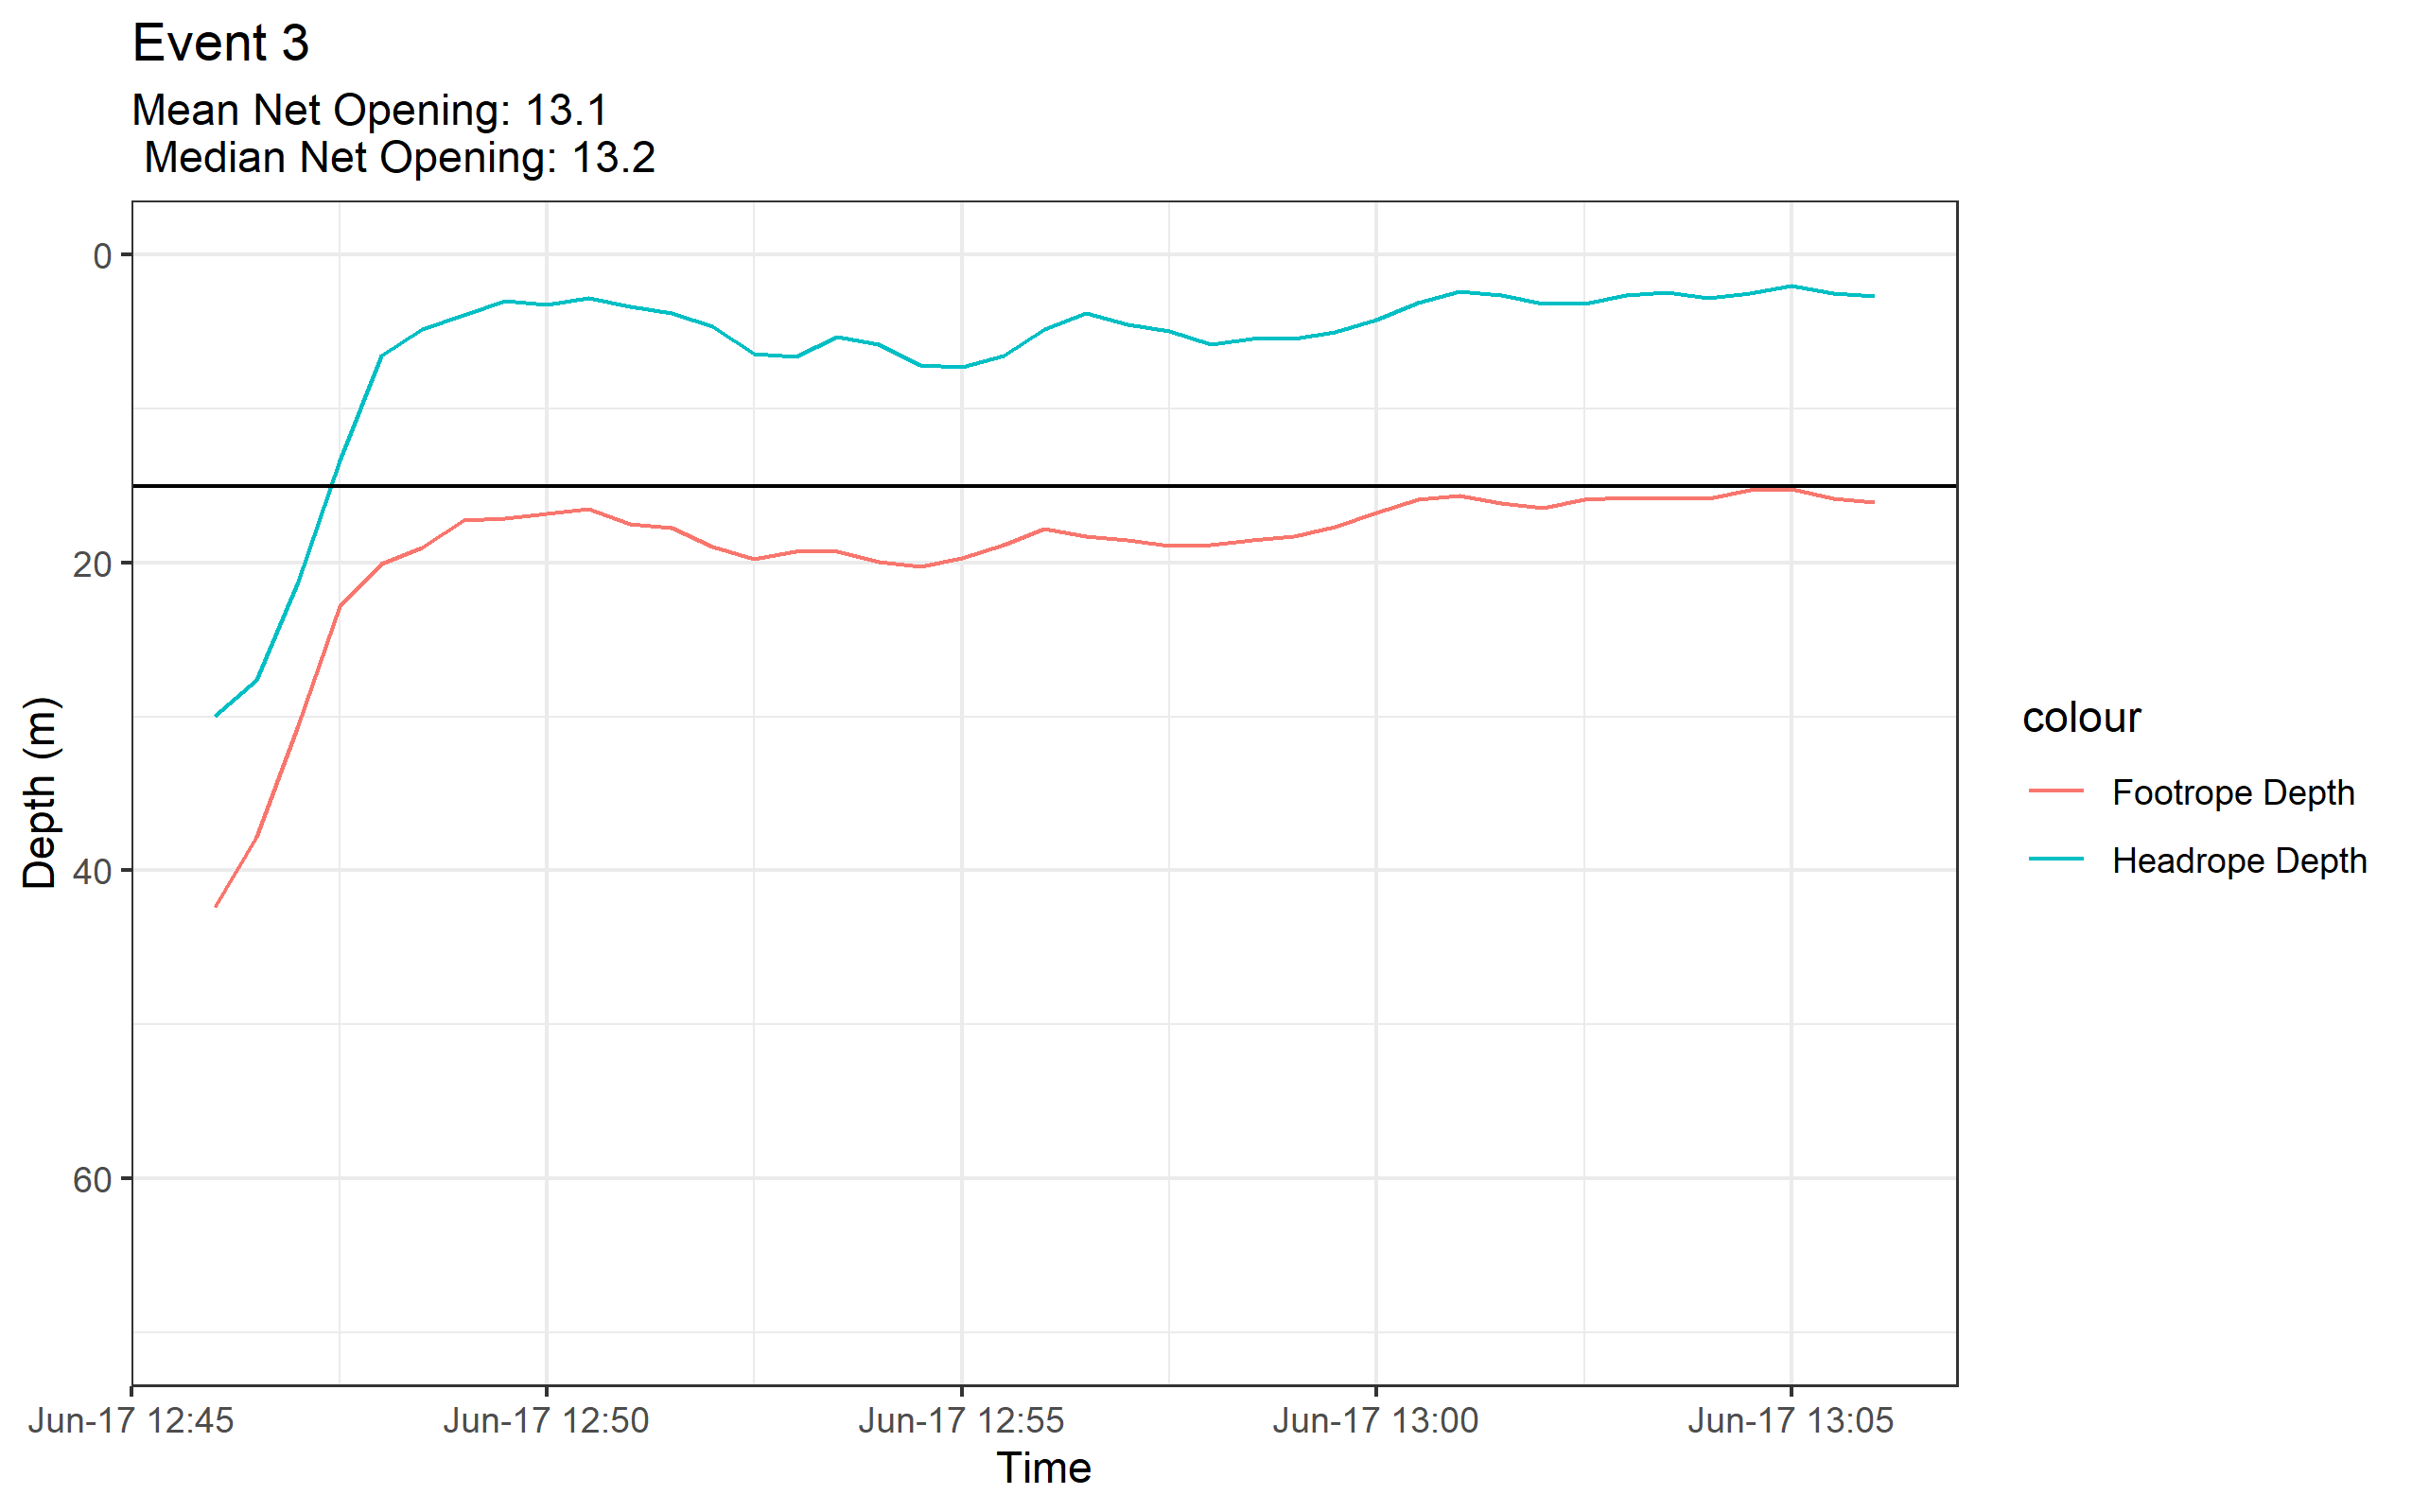 Event 3
Mean Net Opening: 13.1
Median Net Opening: 13.2
0
20
40
60
Depth (m)
Jun-17 12:45
Jun-17 12:50
Jun-17 12:55
Jun-17 13:00
Jun-17 13:05
Time
colour
Footrope Depth
Headrope Depth